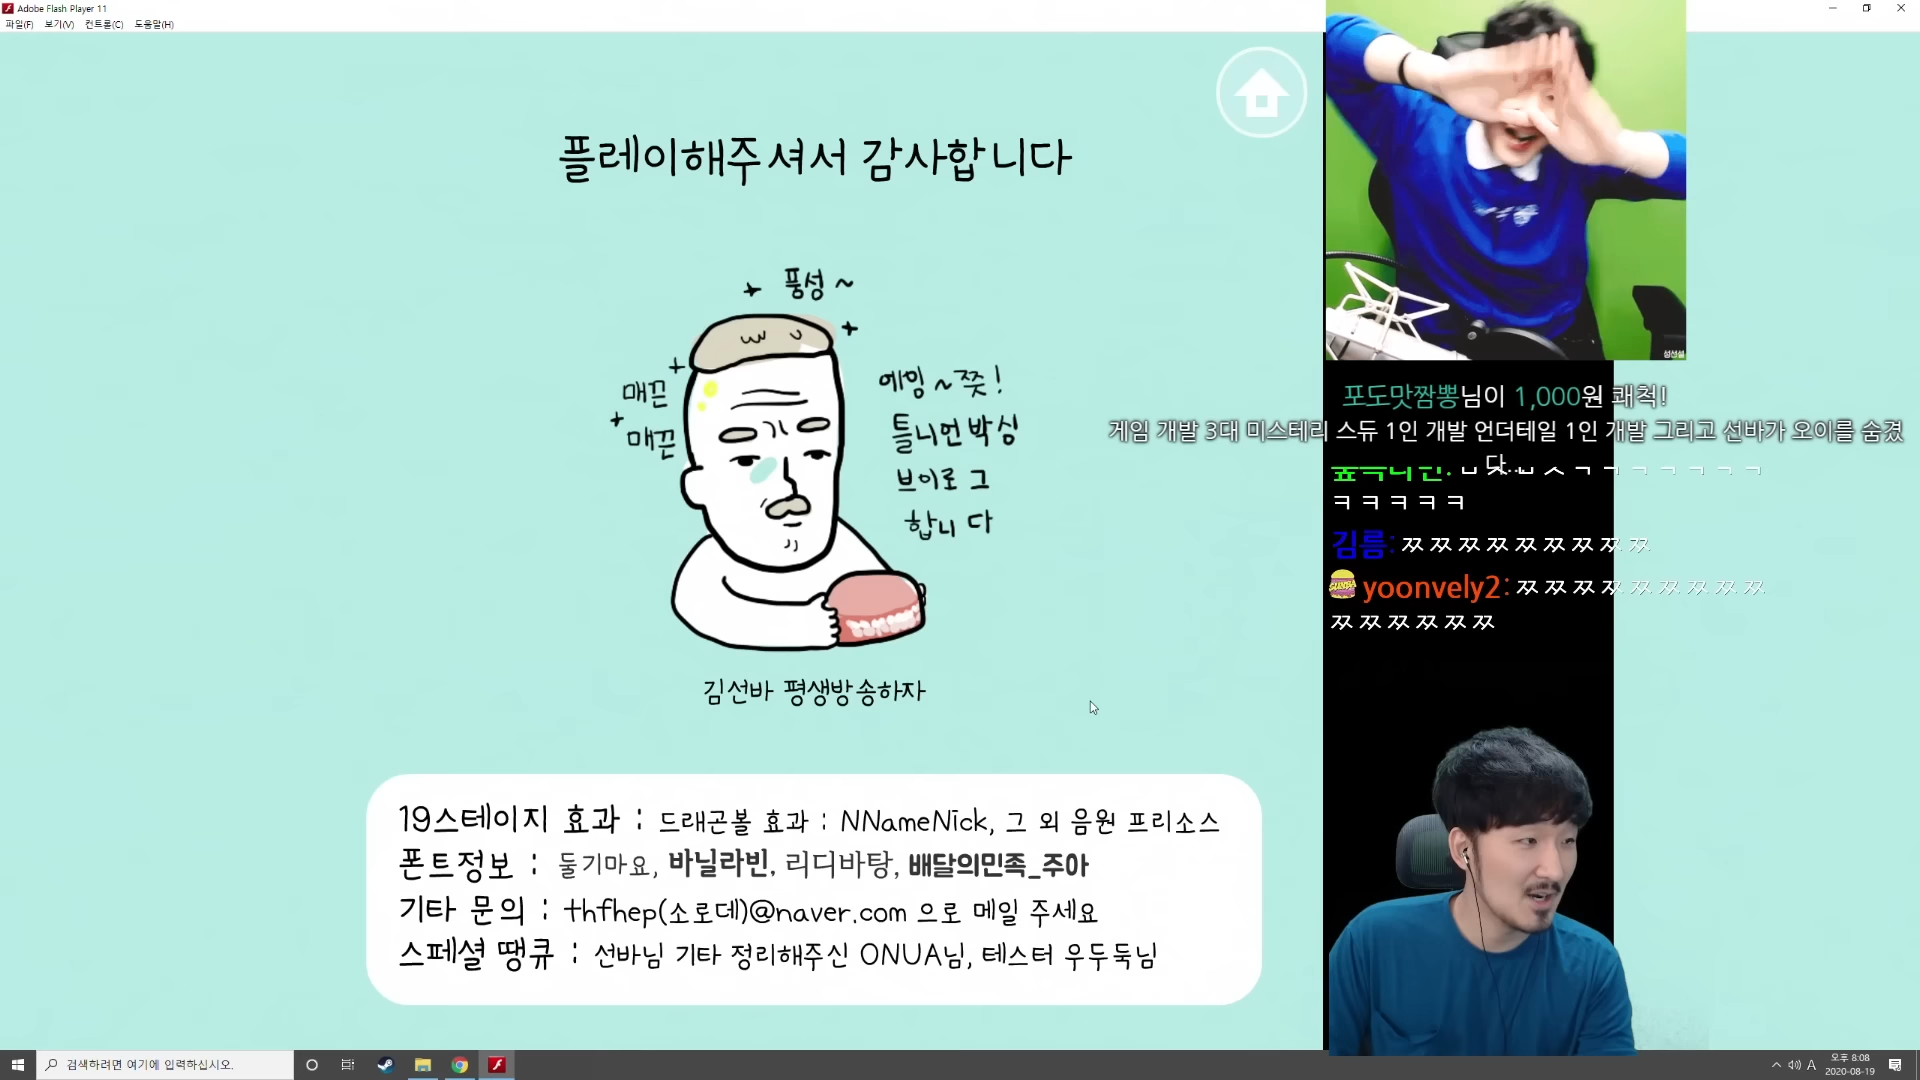 Adobe Flash Player 11
파일(F) 보기(V) 컨트롤(C) 도움말(H)
플레이해주셔서 감사합니다
풍성~
매끈
매끈
에잉~쯧!
틀니언박싱
브이로그
합니다
김선바 평생방송하자
19스테이지 효과 : 드래곤볼 효과 : NNameNick, 그 외 음원 프리소스
폰트정보 : 둘기마요, 바닐라빈, 리디바탕, 배달의민족_주아
기타 문의 : thfhep(소로데)@naver.com 으로 메일 주세요
스페셜 땡큐 : 선바님 기타 정리해주신 ONUA님, 테스터 우두둑님
포도맛짬뽕님이 1,000원 쾌척!
게임 개발 3대 미스테리 스듀 1인 개발 언더테일 1인 개발 그리고 선바가 오이를 숨겼
다..
ㅋㅋㅋㅋㅋ
김름: ㅉㅉㅉㅉㅉㅉㅉㅉㅉ
yoonvely2: ㅉㅉㅉㅉㅉㅉㅉㅉㅉ
ㅉㅉㅉㅉㅉㅉ
검색하려면 여기에 입력하십시오.
A
오후 8:08
2020-08-19